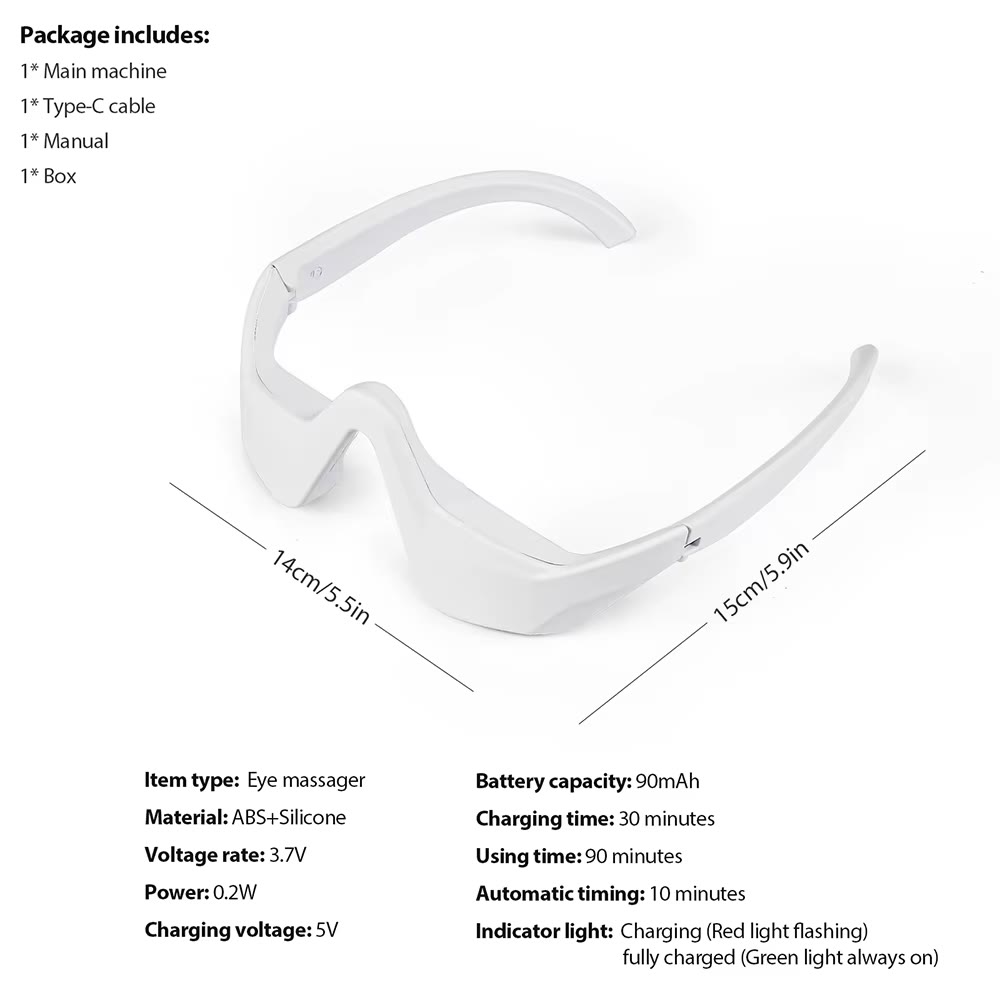 Package includes:
1* Main machine
1* Type-C cable
1* Manual
1* Box
14cm/5.5in
15cm/5.9in
Item type: Eye massager
Material: ABS+Silicone
Voltage rate: 3.7V
Power: 0.2W
Charging voltage: 5V
Battery capacity: 90mAh
Charging time: 30 minutes
Using time: 90 minutes
Automatic timing: 10 minutes
Indicator light: Charging (Red light flashing)
fully charged (Green light always on)